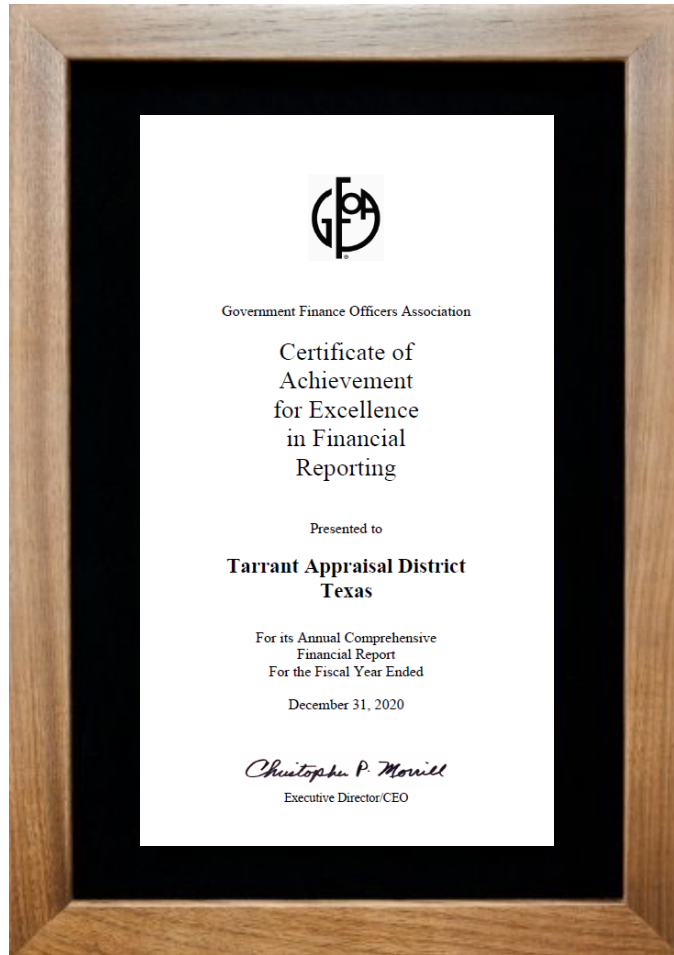 GFOA
®
Government Finance Officers Association
Certificate of
Achievement
for Excellence
in Financial
Reporting
Presented to
Tarrant Appraisal District
Texas
For its Annual Comprehensive
Financial Report
For the Fiscal Year Ended
December 31, 2020
Christopher P. Morrill
Executive Director/CEO